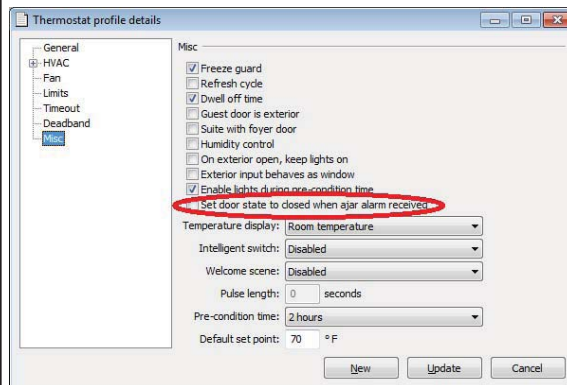 Thermostat profile details
General
HVAC
Fan
Limits
Timeout
Deadband
Misc
Misc
Freeze guard
Refresh cycle
Dwell off time
Guest door is exterior
Suite with foyer door
Humidity control
On exterior open, keep lights on
Exterior input behaves as window
Enable lights during pre-condition time
Set door state to closed when ajar alarm received
Temperature display: Room temperature
Intelligent switch: Disabled
Welcome scene: Disabled
Pulse length: 0 seconds
Pre-condition time: 2 hours
Default set point: 70 °F
New Update Cancel